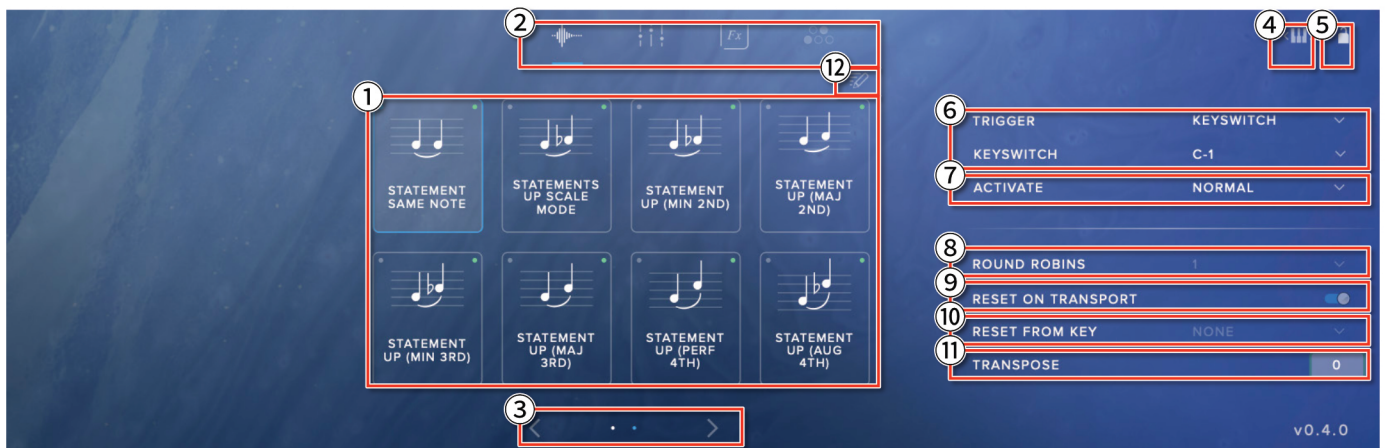 2
4
5
Fx
12
1
6
TRIGGER KEYSWITCH
KEYSWITCH C-1
7
ACTIVATE NORMAL
STATEMENT
SAME NOTE
STATEMENTS
UP SCALE
MODE
STATEMENT
UP (MIN 2ND)
STATEMENT
UP (MAJ
2ND)
8
ROUND ROBINS 1
9
RESET ON TRANSPORT
10
RESET FROM KEY NONE
11
TRANSPOSE 0
STATEMENT
UP (MIN 3RD)
STATEMENT
UP (MAJ
3RD)
STATEMENT
UP (PERF
4TH)
STATEMENT
UP (AUG
4TH)
3
v0.4.0